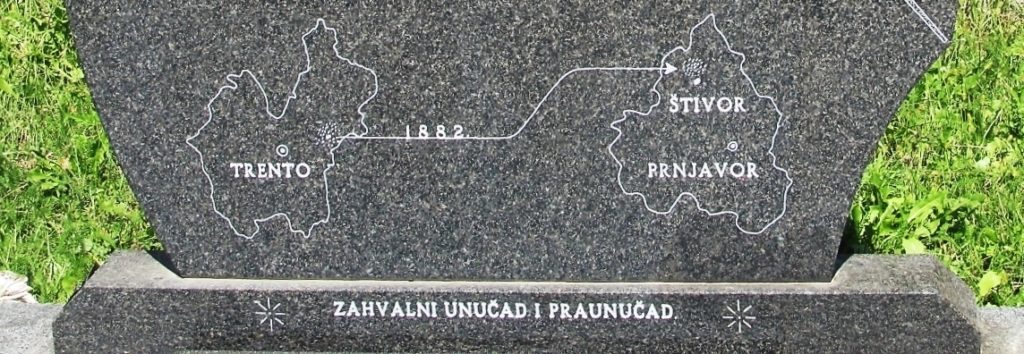 1882.
ŠTIVOR
TRENTO
PRNJAVOR
ZAHVALNI UNUČAD I PRAUNUČAD.